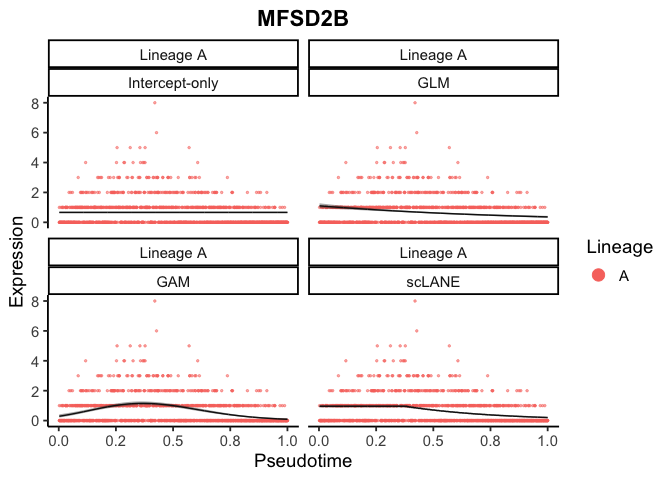 MFSD2B
Lineage A
Lineage A
Intercept-only
GLM
8
6
4
2
0
Lineage A
Lineage A
GAM
scLANE
8
6
4
2
0
0.0 0.2 0.5 0.8 1.0
0.0 0.2 0.5 0.8 1.0
Expression
Pseudotime
Lineage
A